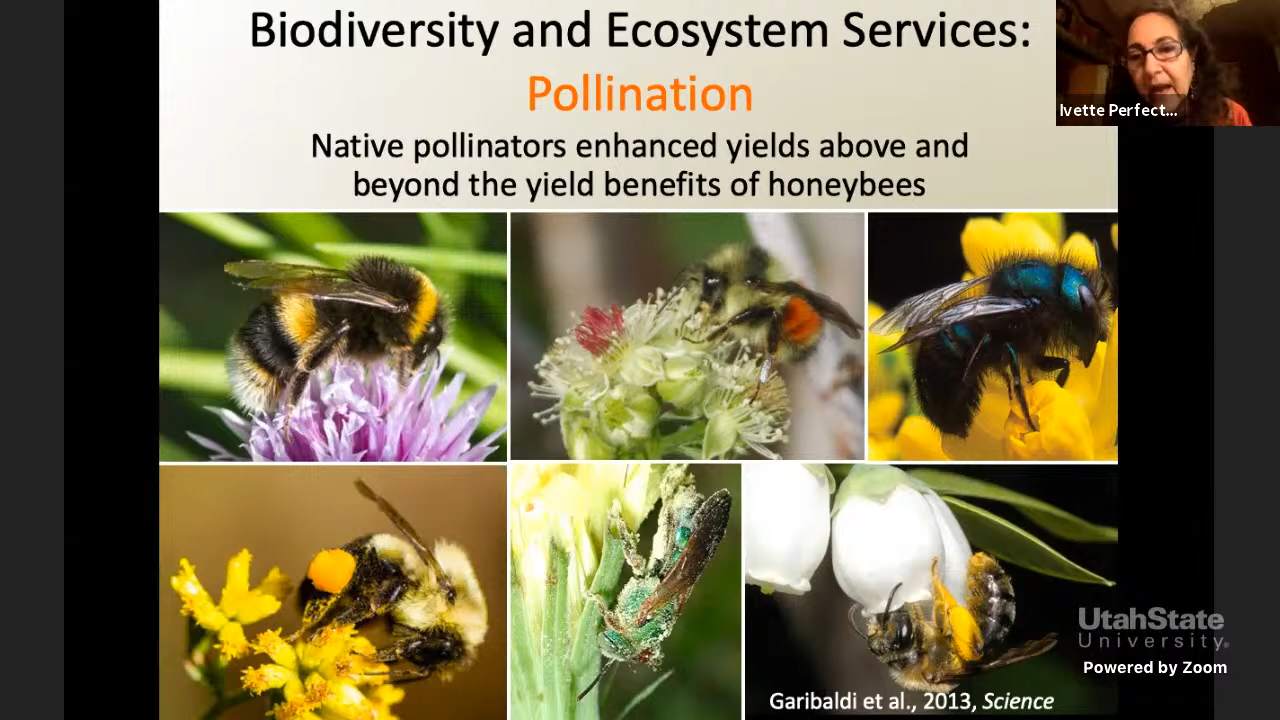 Biodiversity and Ecosystem Services:
Pollination
Native pollinators enhanced yields above and
beyond the yield benefits of honeybees
Ivette Perfect...
UtahState
University®
Powered by Zoom
Garibaldi et al., 2013, Science